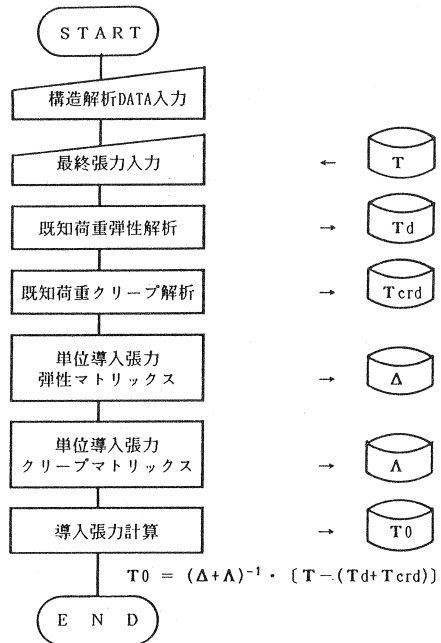 START
構造解析DATA入力
最終張力入力
← T
既知荷重弾性解析
→ Td
既知荷重クリープ解析
→ Tcrd
単位導入張力
弾性マトリックス
→ Δ
単位導入張力
クリープマトリックス
→ Λ
導入張力計算
→ T0
T0 = (Δ+Λ)⁻¹・〔T−(Td+Tcrd)〕
END